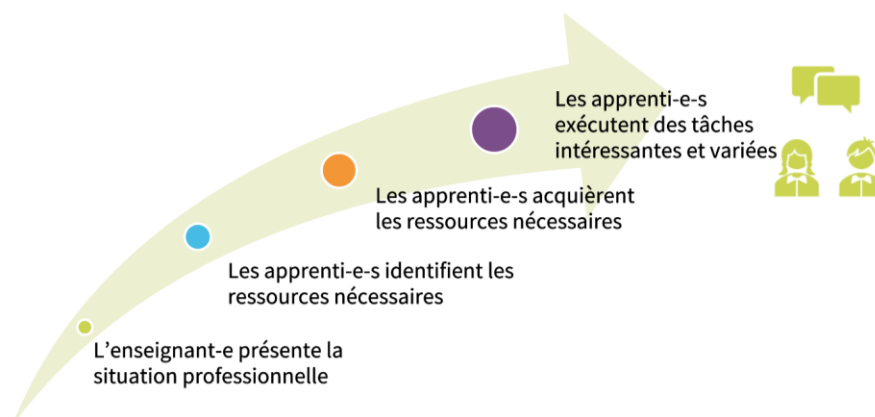 Les apprenti-e-s
exécutent des tâches
intéressantes et variées
Les apprenti-e-s acquièrent
les ressources nécessaires
Les apprenti-e-s identifient les
ressources nécessaires
L’enseignant-e présente la
situation professionnelle